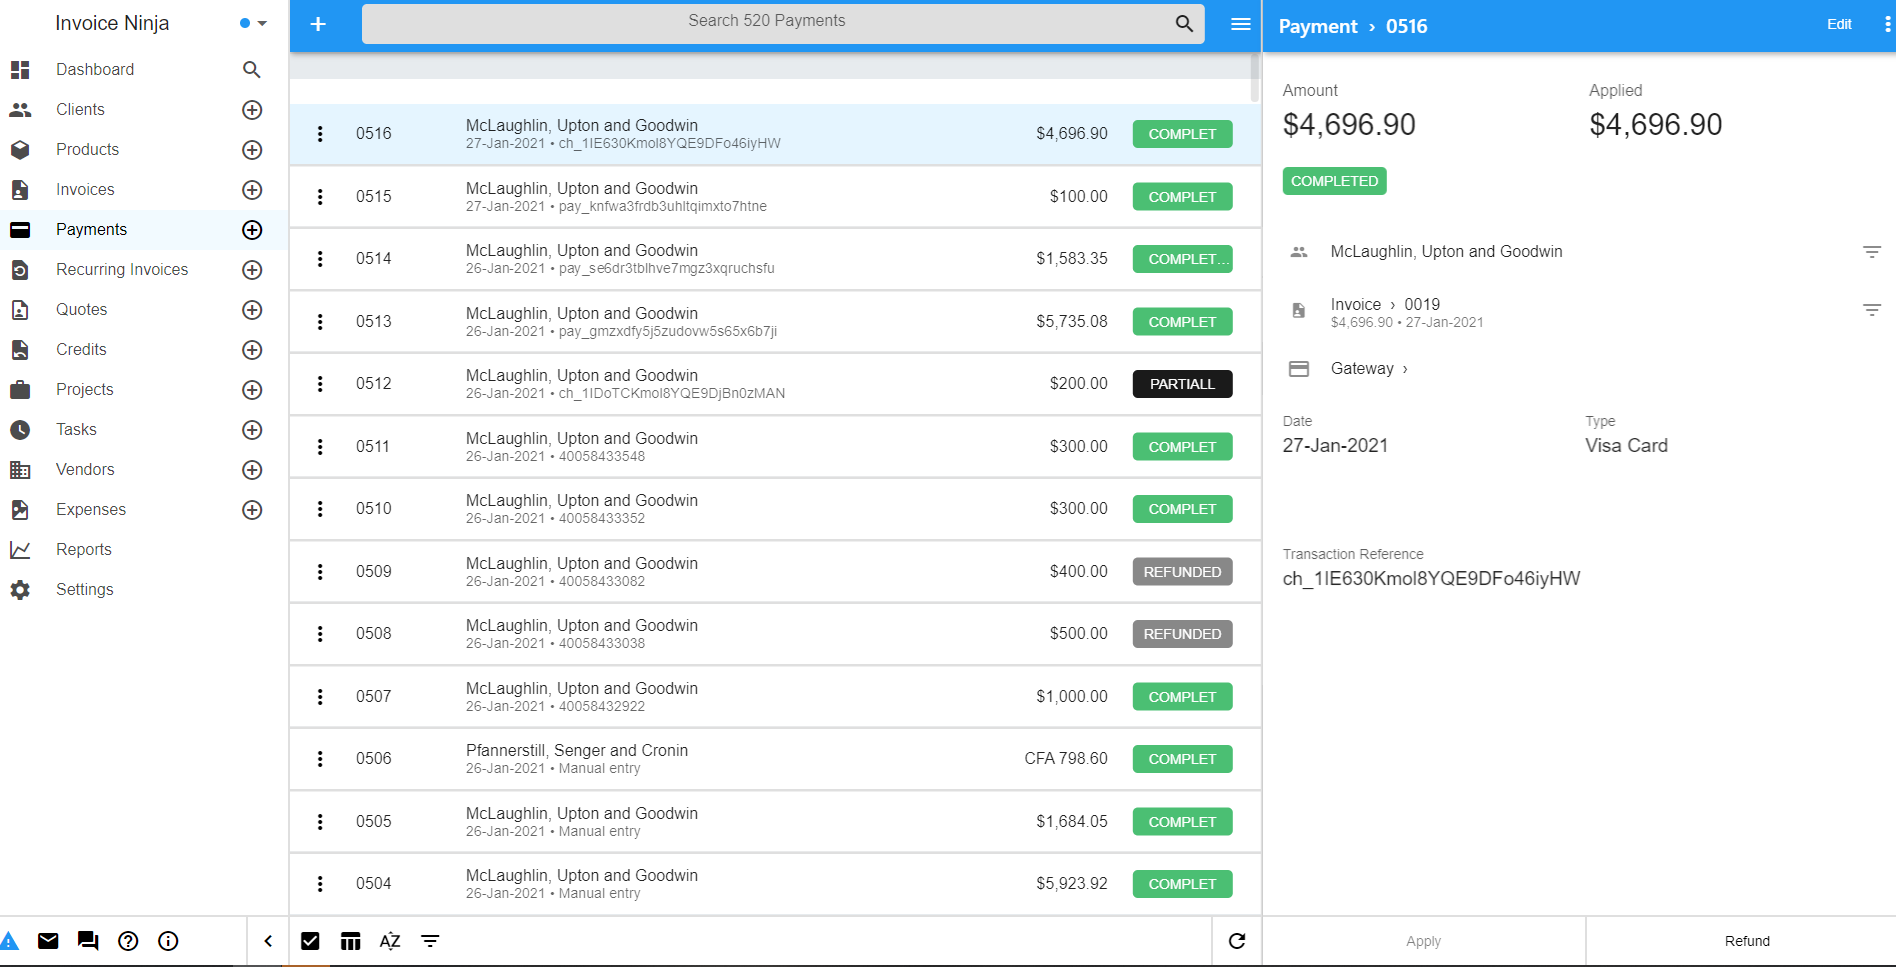 Invoice Ninja
Dashboard
Clients
Products
Invoices
Payments
Recurring Invoices
Quotes
Credits
Projects
Tasks
Vendors
Expenses
Reports
Settings
Search 520 Payments
0516 McLaughlin, Upton and Goodwin $4,696.90 COMPLET
27-Jan-2021 • ch_1IE630Kmol8YQE9DFo46iyHW
0515 McLaughlin, Upton and Goodwin $100.00 COMPLET
27-Jan-2021 • pay_knfwa3frdb3uhltqimxto7htne
0514 McLaughlin, Upton and Goodwin $1,583.35 COMPLET...
26-Jan-2021 • pay_se6dr3tblhve7mgz3xqruchsfu
0513 McLaughlin, Upton and Goodwin $5,735.08 COMPLET
26-Jan-2021 • pay_gmzxdfy5j5zudovw5s65x6b7ji
0512 McLaughlin, Upton and Goodwin $200.00 PARTIALL
26-Jan-2021 • ch_1IDoTCKmol8YQE9DjBn0zMAN
0511 McLaughlin, Upton and Goodwin $300.00 COMPLET
26-Jan-2021 • 40058433548
0510 McLaughlin, Upton and Goodwin $300.00 COMPLET
26-Jan-2021 • 40058433352
0509 McLaughlin, Upton and Goodwin $400.00 REFUNDED
26-Jan-2021 • 40058433082
0508 McLaughlin, Upton and Goodwin $500.00 REFUNDED
26-Jan-2021 • 40058433038
0507 McLaughlin, Upton and Goodwin $1,000.00 COMPLET
26-Jan-2021 • 40058432922
0506 Pfannerstill, Senger and Cronin CFA 798.60 COMPLET
26-Jan-2021 • Manual entry
0505 McLaughlin, Upton and Goodwin $1,684.05 COMPLET
26-Jan-2021 • Manual entry
0504 McLaughlin, Upton and Goodwin $5,923.92 COMPLET
26-Jan-2021 • Manual entry
AZ
Payment › 0516 Edit
Amount Applied
$4,696.90 $4,696.90
COMPLETED
McLaughlin, Upton and Goodwin
Invoice › 0019
$4,696.90 • 27-Jan-2021
Gateway ›
Date Type
27-Jan-2021 Visa Card
Transaction Reference
ch_1IE630Kmol8YQE9DFo46iyHW
Apply Refund